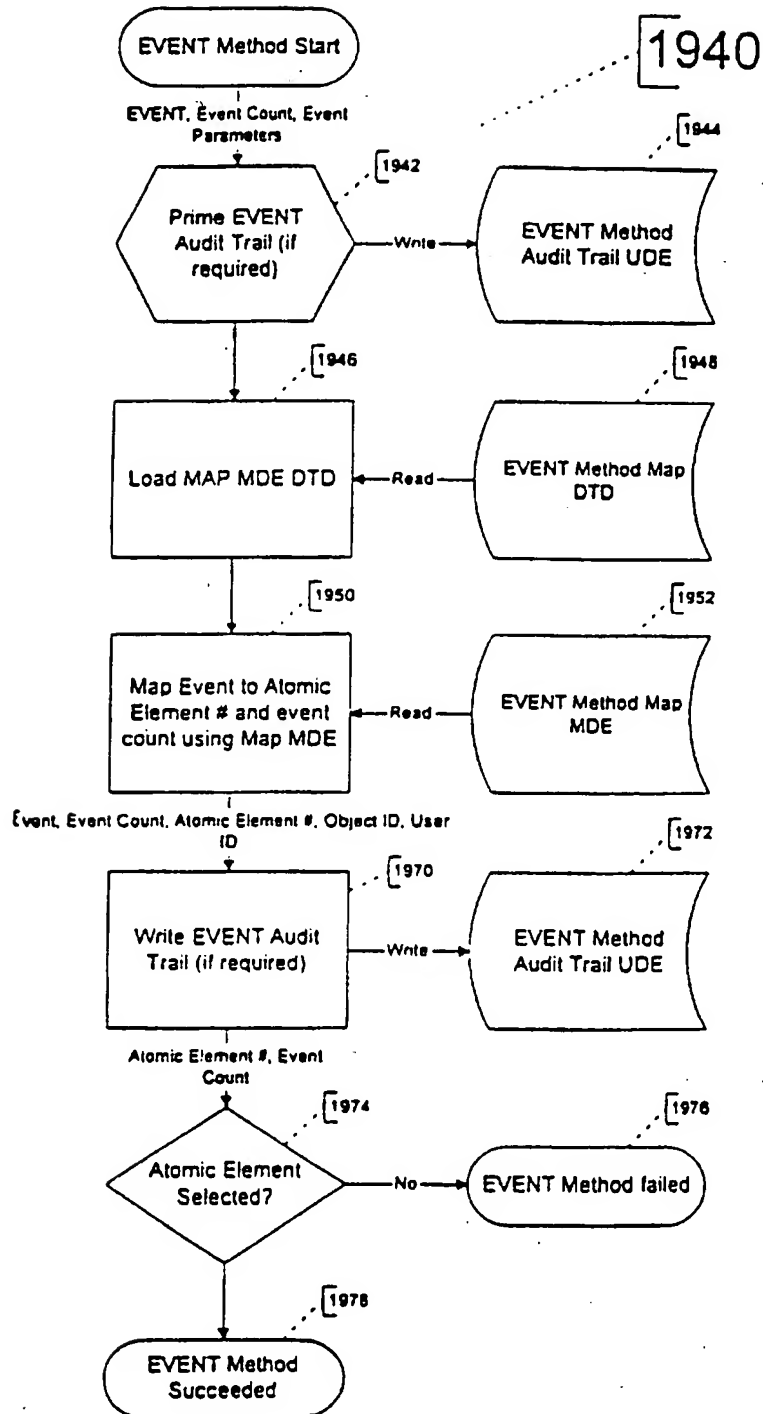 EVENT Method Start
1940
EVENT, Event Count, Event
Parameters
1944
1942
Prime EVENT
Audit Trail (if
required)
Write
EVENT Method
Audit Trail UDE
1946
1948
Load MAP MDE DTD
Read
EVENT Method Map
DTD
1950
1952
Map Event to Atomic
Element # and event
count using Map MDE
Read
EVENT Method Map
MDE
Event, Event Count, Atomic Element #, Object ID, User
ID
1972
1970
Write EVENT Audit
Trail (if required)
Write
EVENT Method
Audit Trail UDE
Atomic Element #, Event
Count
1974
1976
Atomic Element
Selected?
No
EVENT Method failed
1978
EVENT Method
Succeeded